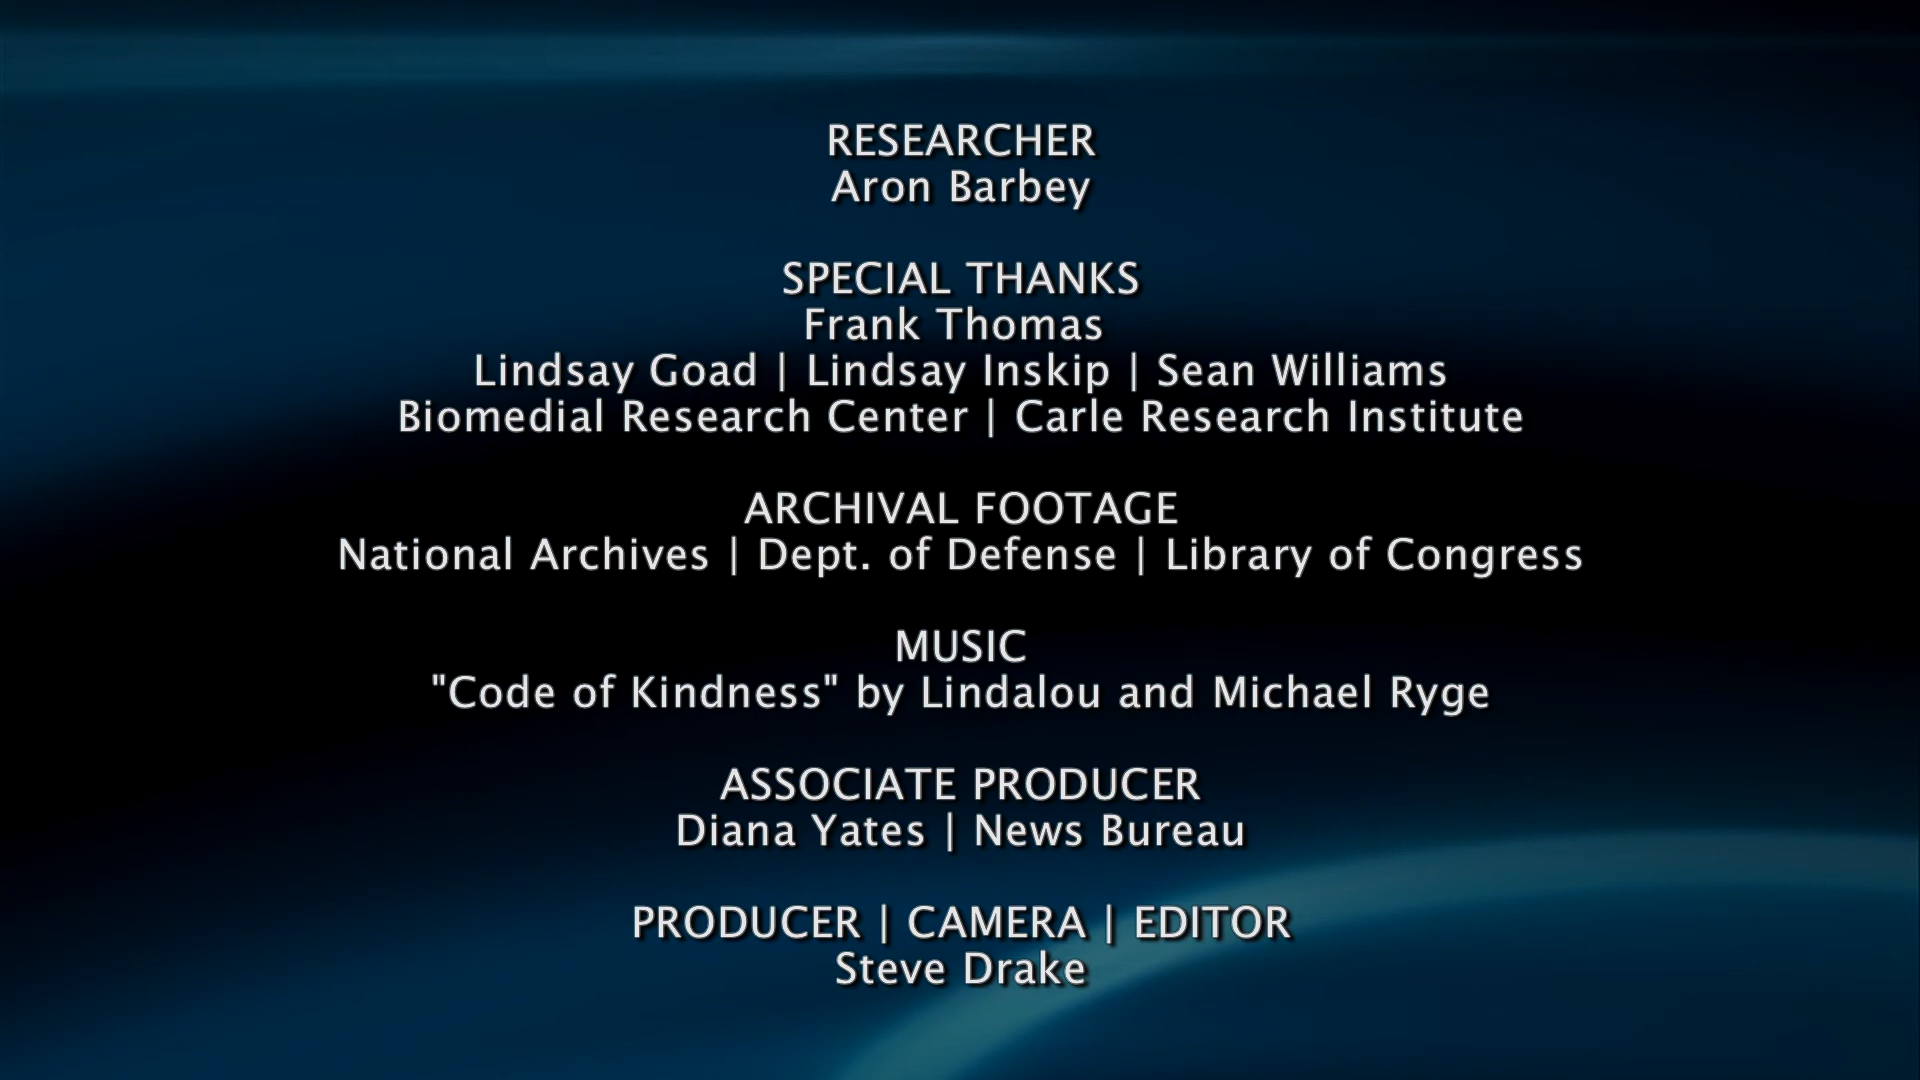 RESEARCHER
Aron Barbey
SPECIAL THANKS
Frank Thomas
Lindsay Goad | Lindsay Inskip | Sean Williams
Biomedial Research Center | Carle Research Institute
ARCHIVAL FOOTAGE
National Archives | Dept. of Defense | Library of Congress
MUSIC
"Code of Kindness" by Lindalou and Michael Ryge
ASSOCIATE PRODUCER
Diana Yates | News Bureau
PRODUCER | CAMERA | EDITOR
Steve Drake